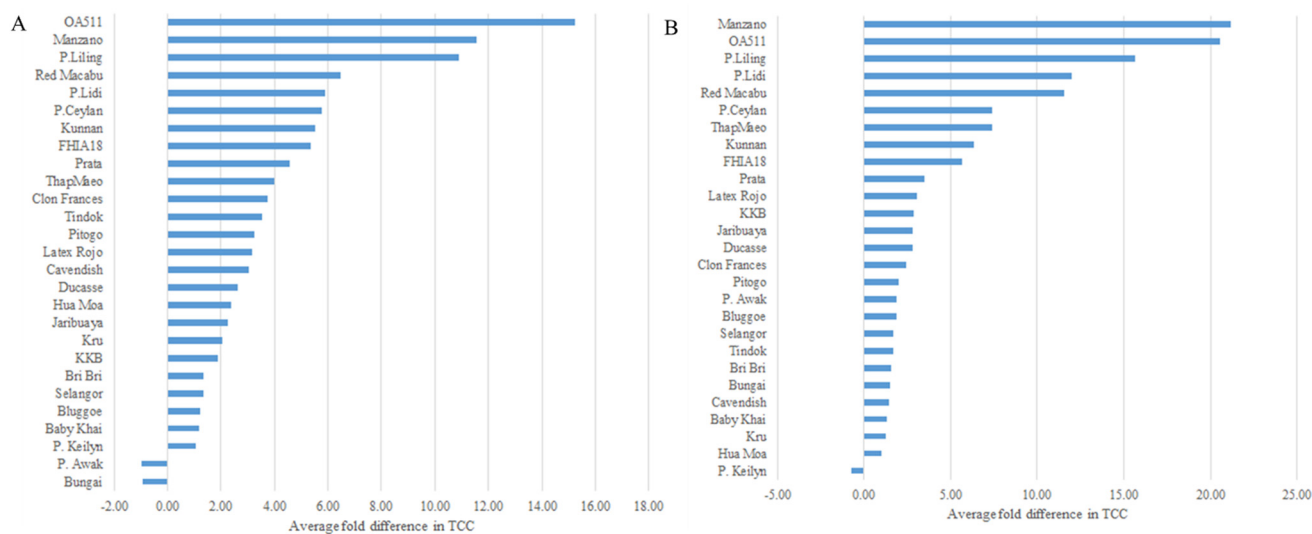 A
OA511
Manzano
P.Liling
Red Macabu
P.Lidi
P.Ceylan
Kunnan
FHIA18
Prata
ThapMaeo
Clon Frances
Tindok
Pitogo
Latex Rojo
Cavendish
Ducasse
Hua Moa
Jaribuaya
Kru
KKB
Bri Bri
Selangor
Bluggoe
Baby Khai
P. Keilyn
P. Awak
Bungai
-2.00 0.00 2.00 4.00 6.00 8.00 10.00 12.00 14.00 16.00 18.00
Average fold difference in TCC
B
Manzano
OA511
P.Liling
P.Lidi
Red Macabu
P.Ceylan
ThapMaeo
Kunnan
FHIA18
Prata
Latex Rojo
KKB
Jaribuaya
Ducasse
Clon Frances
Pitogo
P. Awak
Bluggoe
Selangor
Tindok
Bri Bri
Bungai
Cavendish
Baby Khai
Kru
Hua Moa
P. Keilyn
-5.00 0.00 5.00 10.00 15.00 20.00 25.00
Average fold difference in TCC